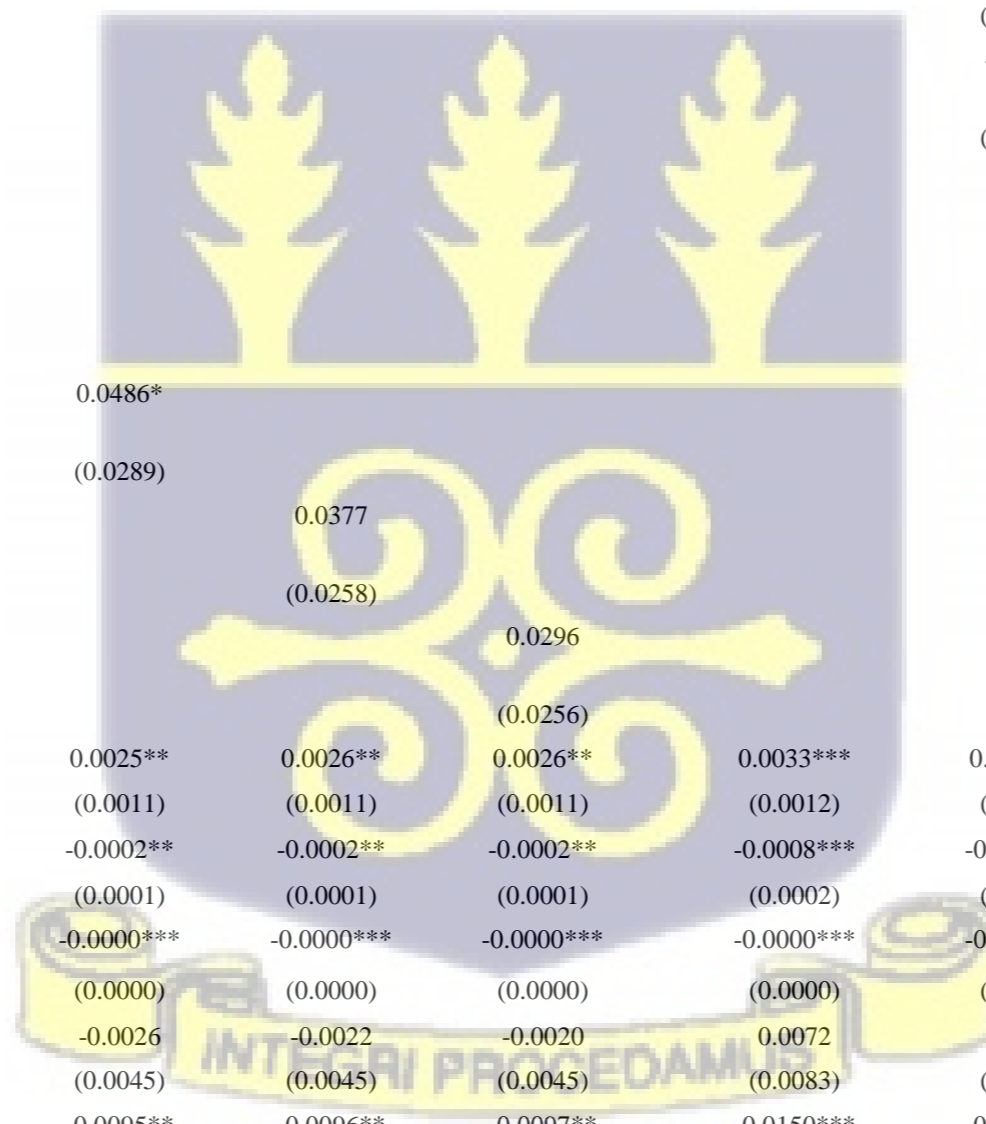 0.0486*
(0.0289)
0.0377
(0.0258)
0.0296
(0.0256)
0.0025** 0.0026** 0.0026** 0.0033***
(0.0011) (0.0011) (0.0011) (0.0012)
-0.0002** -0.0002** -0.0002** -0.0008***
(0.0001) (0.0001) (0.0001) (0.0002)
-0.0000*** -0.0000*** -0.0000*** -0.0000***
(0.0000) (0.0000) (0.0000) (0.0000)
-0.0026 -0.0022 -0.0020 0.0072
(0.0045) (0.0045) (0.0045) (0.0083)
INTEGRI PROCEDAMUS